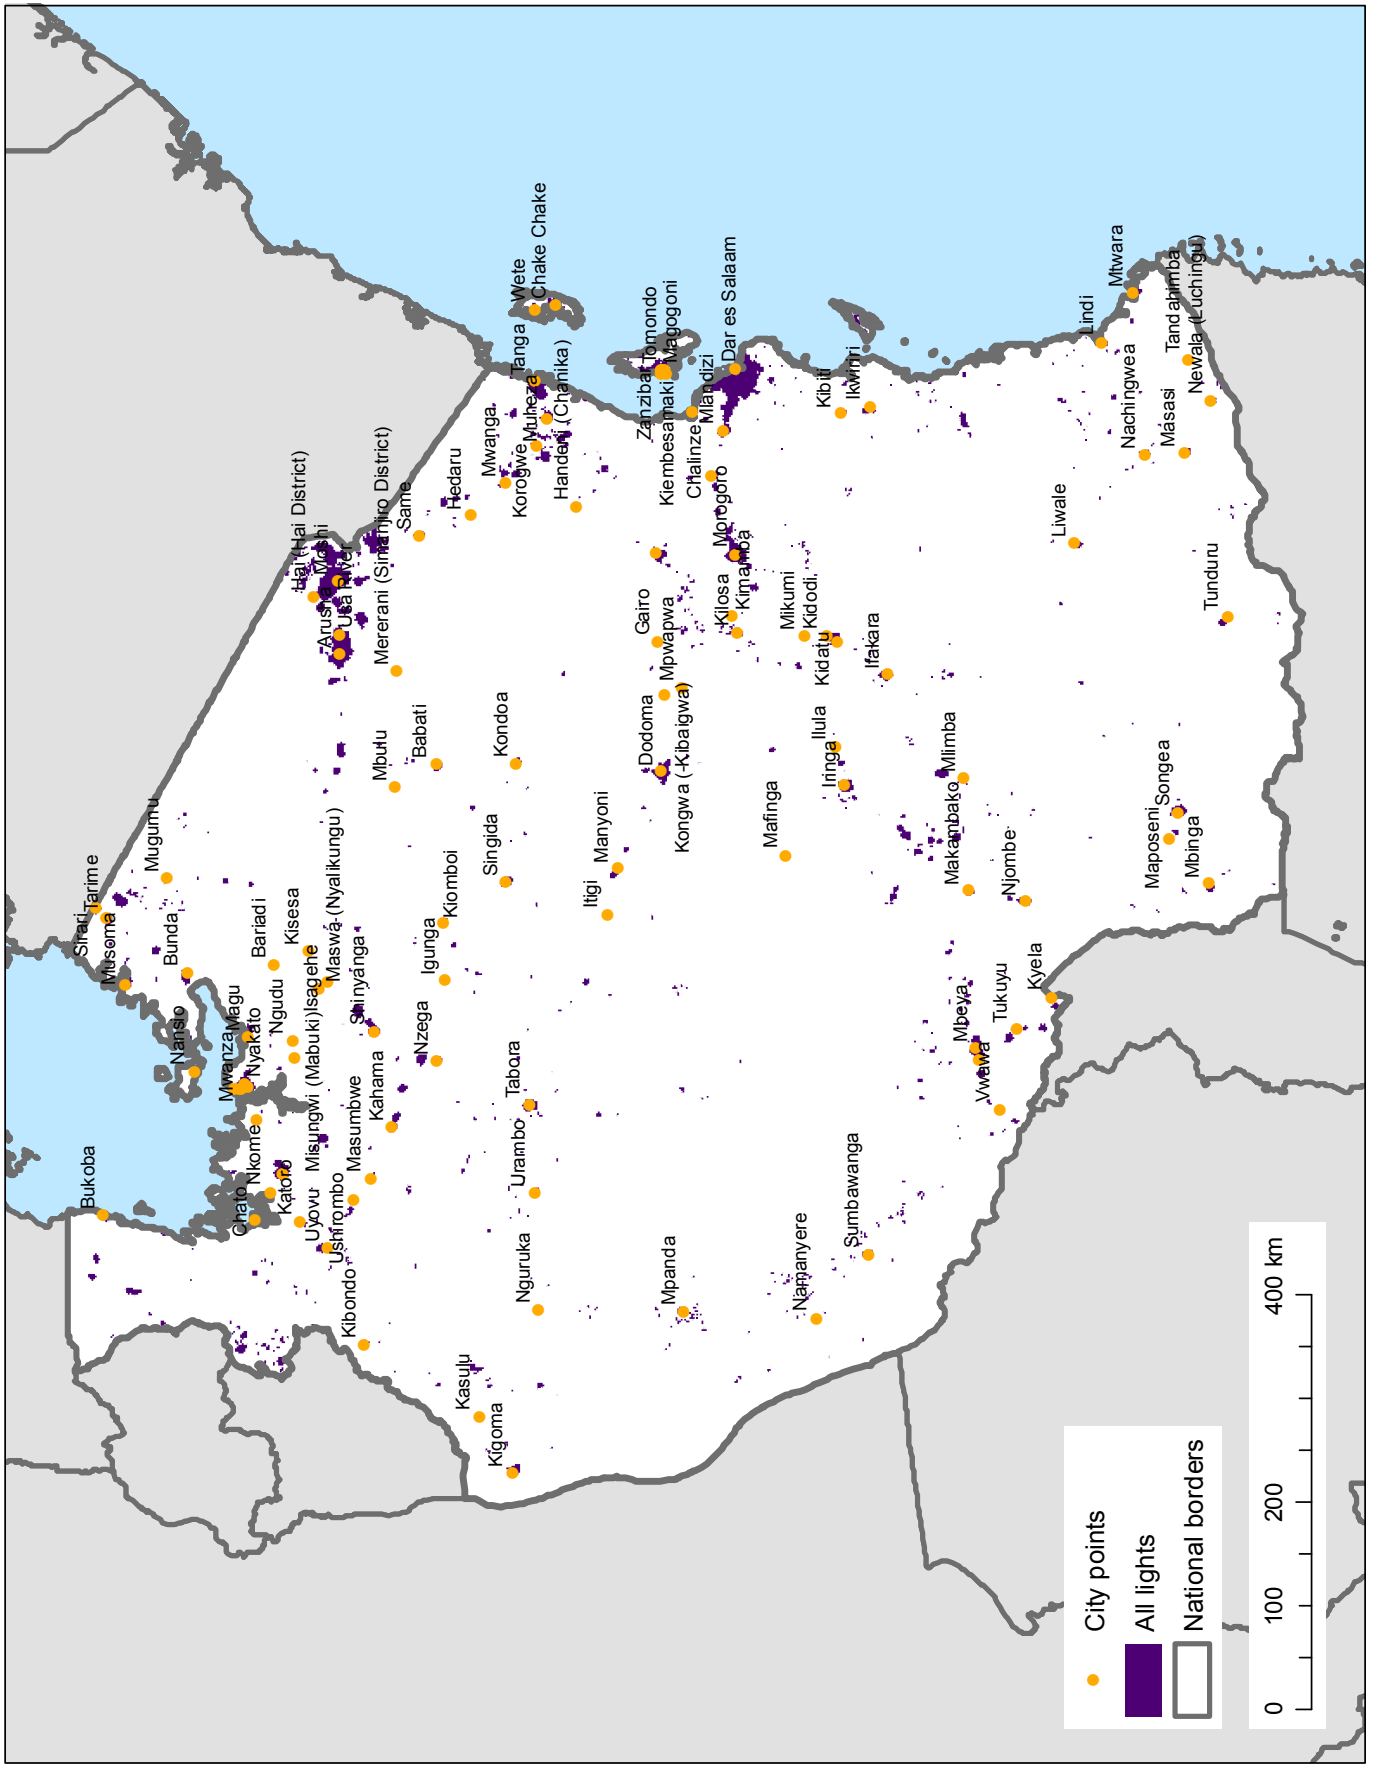 Sirari
Tarime
Musoma
Mugumu
Bunda
Nansio
Bukoba
Mwanza
Magu
Nyakato
Bariadi
Kisesa
Ngudu
Isagehe
Maswa (Nyalikungu)
Misungwi (Mabuki)
Shinyanga
Nkome
Chato
Katoro
Uyovu
Ushirombo
Masumbwe
Kahama
Kibondo
Nzega
Igunga
Kiomboi
Singida
Mbulu
Babati
Kondoa
Hai (Hai District)
Moshi
Arusha
Usa River
Mererani (Simanjiro District)
Same
Hedaru
Mwanga
Korogwe
Muheza
Tanga
Wete
Chake Chake
Handeni (Chanika)
Kasulu
Kigoma
Nguruka
Urambo
Tabora
Itigi
Manyoni
Dodoma
Kongwa (-Kibaigwa)
Mpwapwa
Gairo
Zanzibar
Tomondo
Magogoni
Kiembesamaki
Mlandizi
Chalinze
Dar es Salaam
Morogoro
Kimamba
Kilosa
Mikumi
Kidodi
Kidatu
Ifakara
Kibiti
Ikwiriri
Mpanda
Namanyere
Sumbawanga
Mafinga
Iringa
Ilula
Makambako
Mlimba
Njombe
Mbeya
Vwawa
Tukuyu
Kyela
Liwale
Lindi
Mtwara
Nachingwea
Masasi
Tandahimba
Newala (Luchingu)
Tunduru
Maposeni
Songea
Mbinga
City points
All lights
National borders
0 100 200 400 km